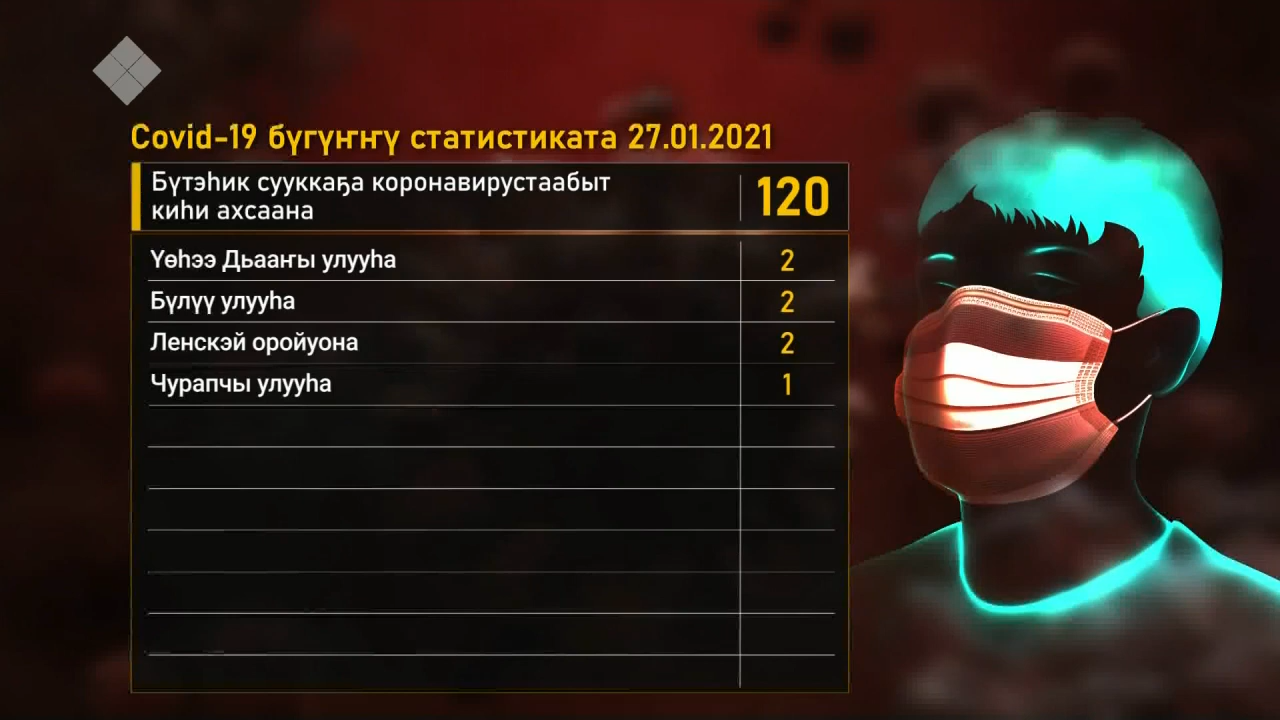 Covid-19 бүгүҥҥү статистиката 27.01.2021
Бүтэһик сууккаҕа коронавирустаабыт
киһи ахсаана
120
Үөһээ Дьааҥы улууһа 2
Бүлүү улууһа 2
Ленскэй оройуона 2
Чурапчы улууһа 1